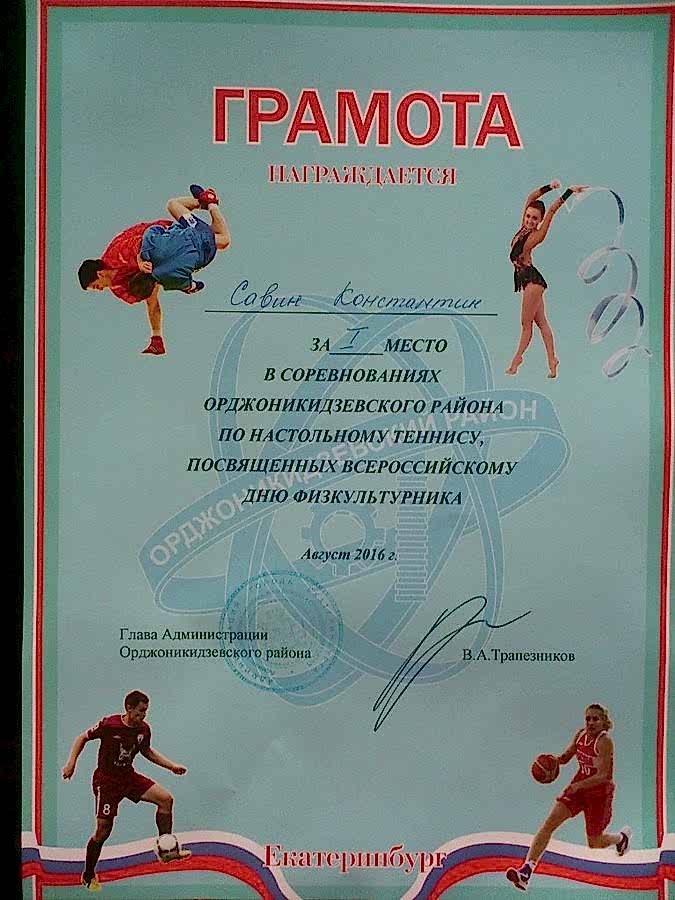 ГРАМОТА
НАГРАЖДАЕТСЯ
Савин Константин
ЗА I МЕСТО
В СОРЕВНОВАНИЯХ
ОРДЖОНИКИДЗЕВСКОГО РАЙОНА
ПО НАСТОЛЬНОМУ ТЕННИСУ,
ПОСВЯЩЕННЫХ ВСЕРОССИЙСКОМУ
ДНЮ ФИЗКУЛЬТУРНИКА
ОРДЖОНИКИДЗЕВСКИЙ РАЙОН
Август 2016 г.
Глава Администрации
Орджоникидзевского района
В.А.Трапезников
8
Екатеринбург